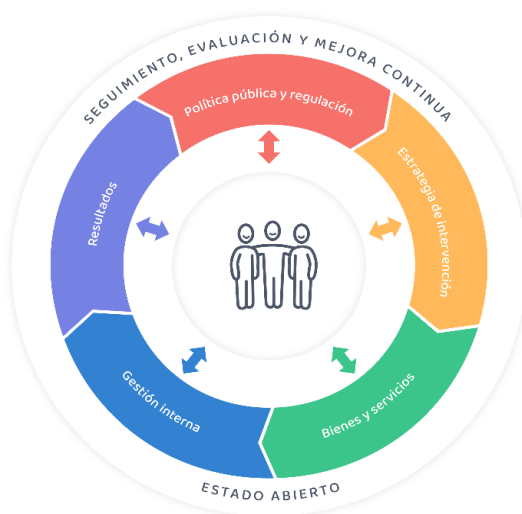 SEGUIMIENTO, EVALUACIÓN Y MEJORA CONTINUA
Política pública y regulación
Estrategia de intervención
Bienes y servicios
Gestión interna
Resultados
ESTADO ABIERTO